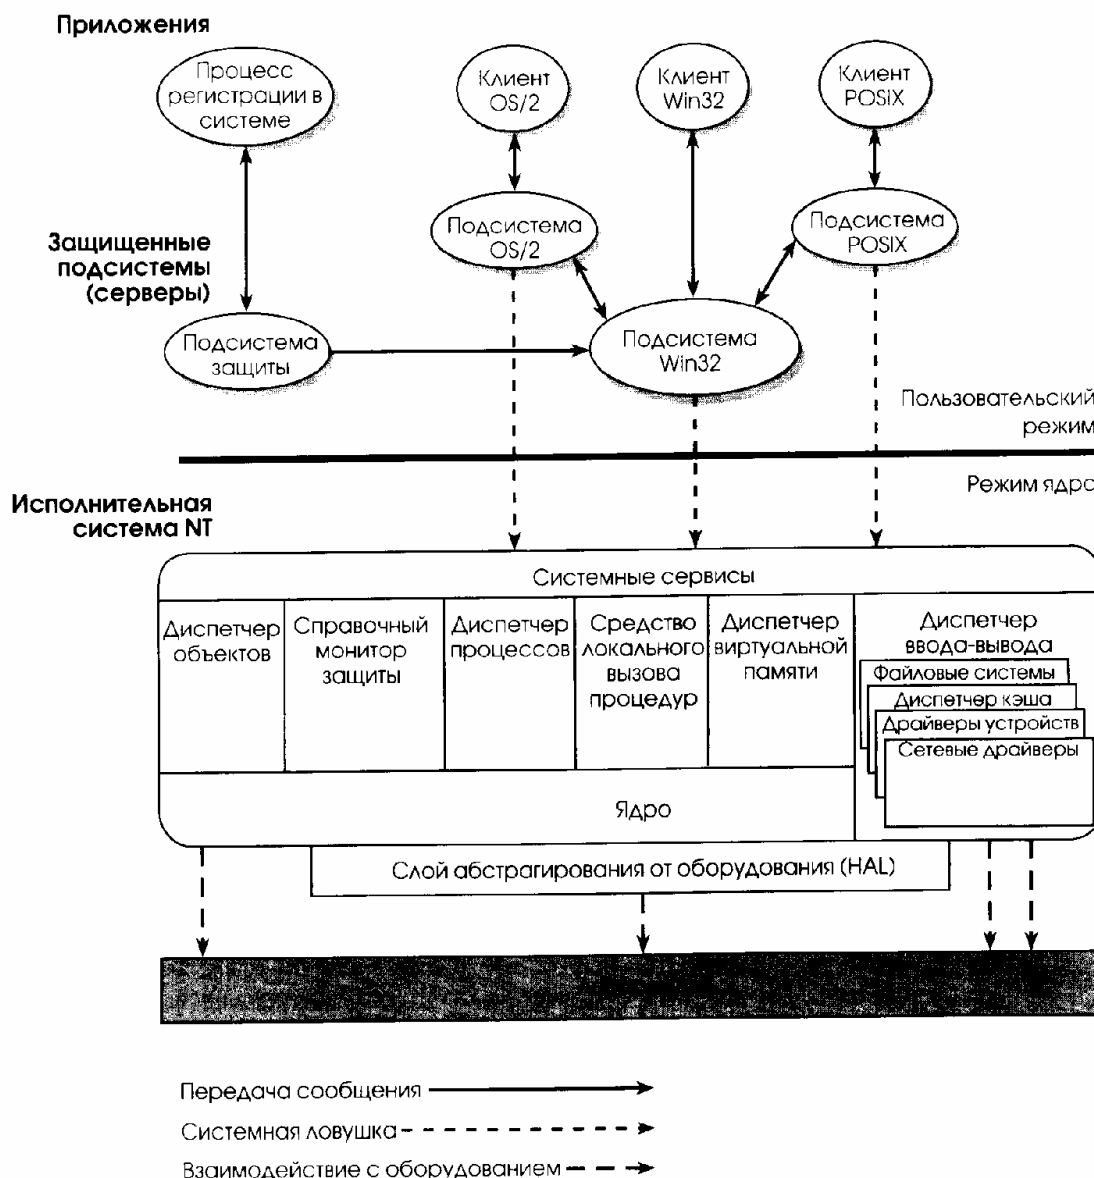 Приложения
Процесс
регистрации в
системе
Клиент
OS/2
Клиент
Win32
Клиент
POSIX
Защищенные
подсистемы
(серверы)
Подсистема
OS/2
Подсистема
POSIX
Подсистема
защиты
Подсистема
Win32
Пользовательский
режим
Режим ядра
Исполнительная
система NT
Системные сервисы
Диспетчер
объектов
Справочный
монитор
защиты
Диспетчер
процессов
Средство
локального
вызова
процедур
Диспетчер
виртуальной
памяти
Диспетчер
ввода-вывода
Файловые системы
Диспетчер кэша
Драйверы устройств
Сетевые драйверы
Ядро
Слой абстрагирования от оборудования (HAL)
Передача сообщения
Системная ловушка
Взаимодействие с оборудованием